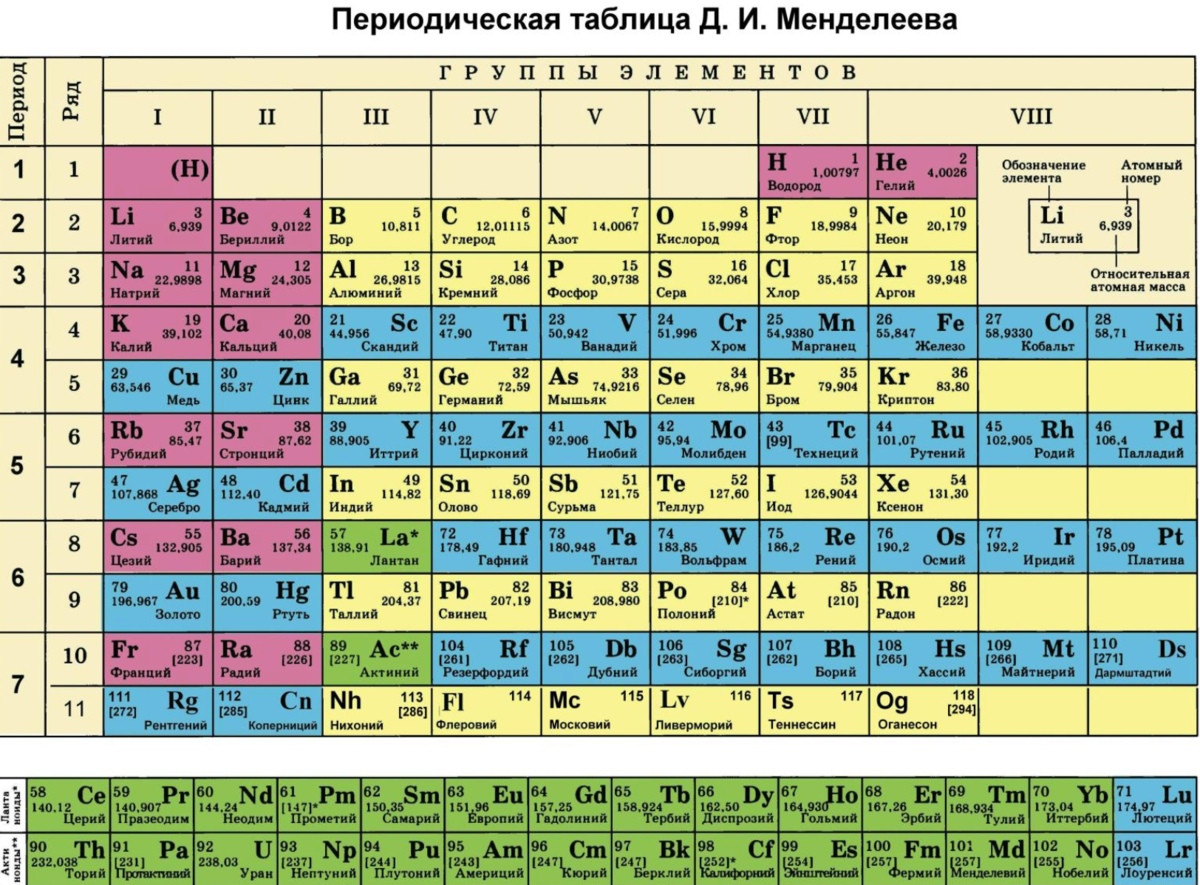 Периодическая таблица Д. И. Менделеева
Период Ряд ГРУППЫ ЭЛЕМЕНТОВ
I II III IV V VI VII VIII
1 1 (H) H 1 1,00797 Водород He 2 4,0026 Гелий
Обозначение элемента Атомный номер
Li 3 6,939 Литий
Относительная атомная масса
2 2 Li 3 6,939 Литий Be 4 9,0122 Бериллий B 5 10,811 Бор C 6 12,01115 Углерод N 7 14,0067 Азот O 8 15,9994 Кислород F 9 18,9984 Фтор Ne 10 20,179 Неон
3 3 Na 11 22,9898 Натрий Mg 12 24,305 Магний Al 13 26,9815 Алюминий Si 14 28,086 Кремний P 15 30,9738 Фосфор S 16 32,064 Сера Cl 17 35,453 Хлор Ar 18 39,948 Аргон
4 4 K 19 39,102 Калий Ca 20 40,08 Кальций 21 Sc 44,956 Скандий 22 Ti 47,90 Титан 23 V 50,942 Ванадий 24 Cr 51,996 Хром 25 Mn 54,9380 Марганец 26 Fe 55,847 Железо 27 Co 58,9330 Кобальт 28 Ni 58,71 Никель
5 29 Cu 63,546 Медь 30 Zn 65,37 Цинк Ga 31 69,72 Галлий Ge 32 72,59 Германий As 33 74,9216 Мышьяк Se 34 78,96 Селен Br 35 79,904 Бром Kr 36 83,80 Криптон
5 6 Rb 37 85,47 Рубидий Sr 38 87,62 Стронций 39 Y 88,905 Иттрий 40 Zr 91,22 Цирконий 41 Nb 92,906 Ниобий 42 Mo 95,94 Молибден 43 Tc [99] Технеций 44 Ru 101,07 Рутений 45 Rh 102,905 Родий 46 Pd 106,4 Палладий
7 47 Ag 107,868 Серебро 48 Cd 112,40 Кадмий In 49 114,82 Индий Sn 50 118,69 Олово Sb 51 121,75 Сурьма Te 52 127,60 Теллур I 53 126,9044 Иод Xe 54 131,30 Ксенон
6 8 Cs 55 132,905 Цезий Ba 56 137,34 Барий 57 La* 138,91 Лантан 72 Hf 178,49 Гафний 73 Ta 180,948 Тантал 74 W 183,85 Вольфрам 75 Re 186,2 Рений 76 Os 190,2 Осмий 77 Ir 192,2 Иридий 78 Pt 195,09 Платина
9 79 Au 196,967 Золото 80 Hg 200,59 Ртуть Tl 81 204,37 Таллий Pb 82 207,19 Свинец Bi 83 208,980 Висмут Po 84 [210]* Полоний At 85 [210] Астат Rn 86 [222] Радон
7 10 Fr 87 [223] Франций Ra 88 [226] Радий 89 Ac** [227] Актиний 104 Rf [261] Резерфордий 105 Db [262] Дубний 106 Sg [263] Сиборгий 107 Bh [262] Борий 108 Hs [265] Хассий 109 Mt [266] Майтнерий 110 Ds [271] Дармштадтий
11 111 Rg [272] Рентгений 112 Cn [285] Коперниций Nh 113 [286] Нихоний Fl 114 Флеровий Mc 115 Московий Lv 116 Ливерморий Ts 117 Теннессин Og 118 [294] Оганесон
Лантаноиды* 58 Ce 140,12 Церий 59 Pr 140,907 Празеодим 60 Nd 144,24 Неодим 61 Pm [147]* Прометий 62 Sm 150,35 Самарий 63 Eu 151,96 Европий 64 Gd 157,25 Гадолиний 65 Tb 158,924 Тербий 66 Dy 162,50 Диспрозий 67 Ho 164,930 Гольмий 68 Er 167,26 Эрбий 69 Tm 168,934 Тулий 70 Yb 173,04 Иттербий 71 Lu 174,97 Лютеций
Актиноиды** 90 Th 232,038 Торий 91 Pa [231] Протактиний 92 U 238,03 Уран 93 Np [237] Нептуний 94 Pu [244] Плутоний 95 Am [243] Америций 96 Cm [247] Кюрий 97 Bk [247] Берклий 98 Cf [252]* Калифорний 99 Es [254] Эйнштейний 100 Fm [257] Фермий 101 Md [257] Менделевий 102 No [255] Нобелий 103 Lr [256] Лоуренсий